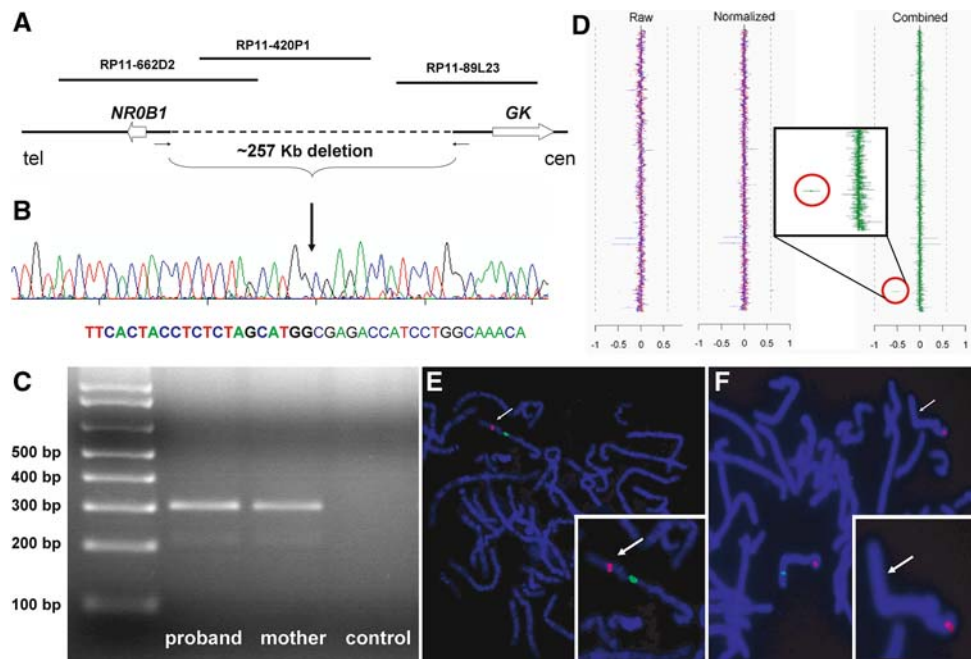 A
RP11-420P1
RP11-662D2
RP11-89L23
NR0B1
GK
tel
~257 Kb deletion
cen
B
TTCACTACCTCTCTAGCATGGCGAGACCATCCTGGCAAACA
C
500 bp
400 bp
300 bp
200 bp
100 bp
proband mother control
D
Raw Normalized Combined
-1 -0.5 0 0.5 1
-1 -0.5 0 0.5 1
-1 -0.5 0 0.5 1
E
F